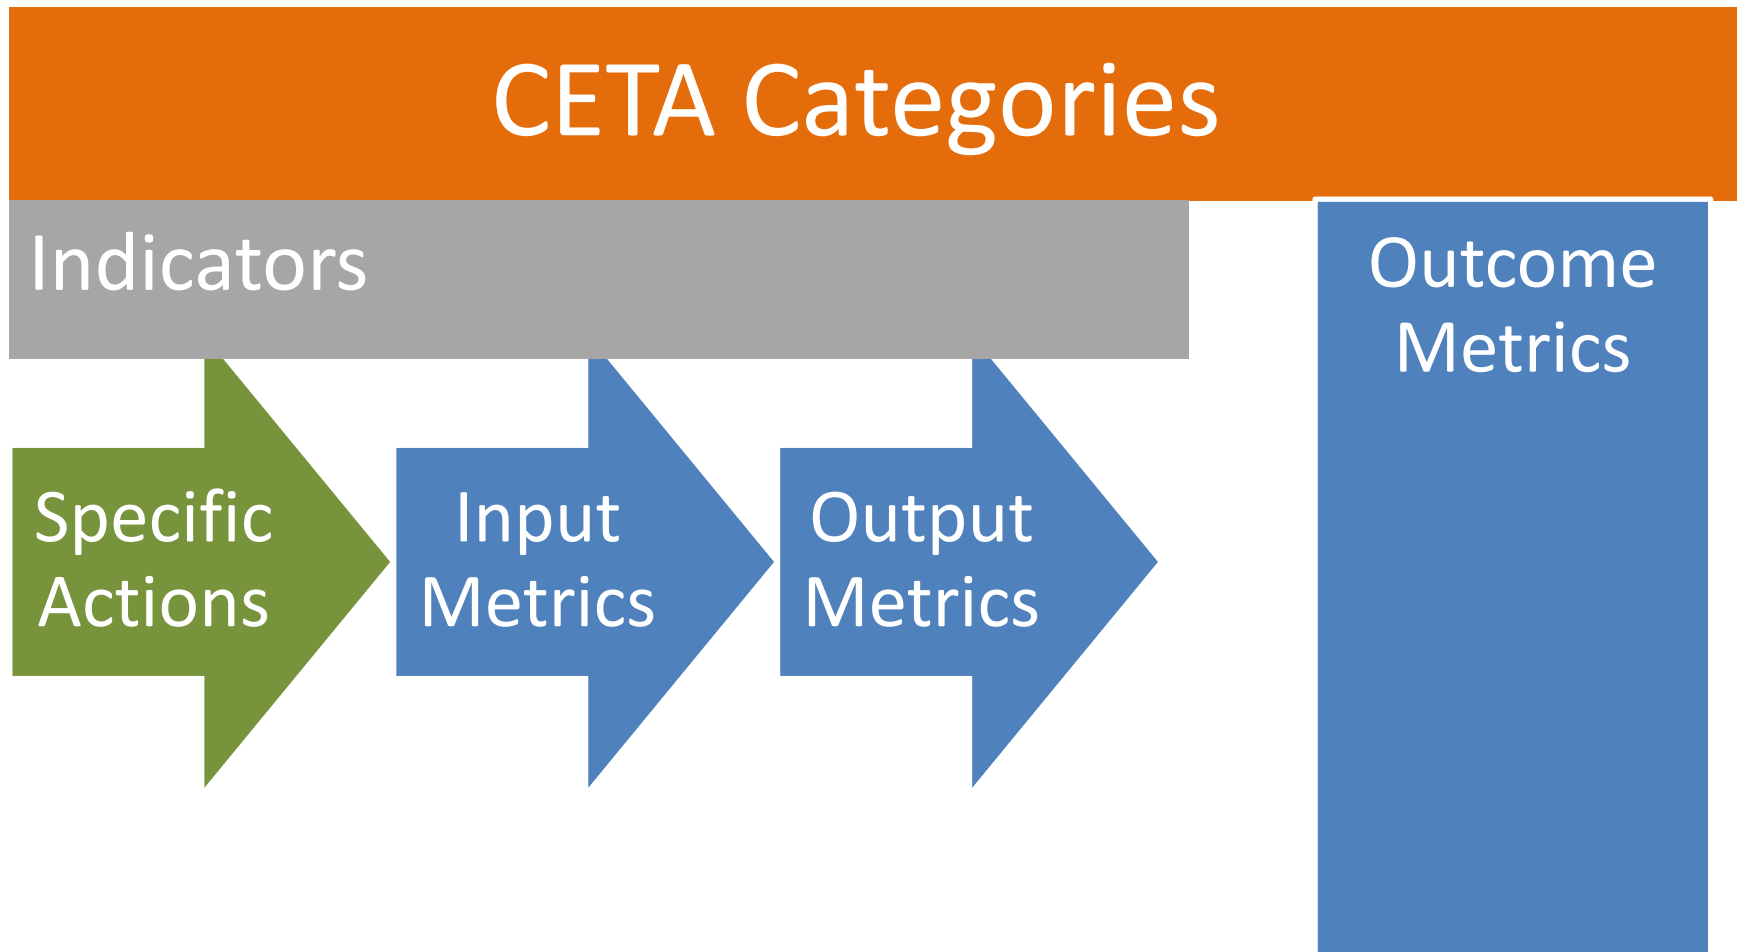 CETA Categories
Indicators
Outcome
Metrics
Specific
Actions
Input
Metrics
Output
Metrics